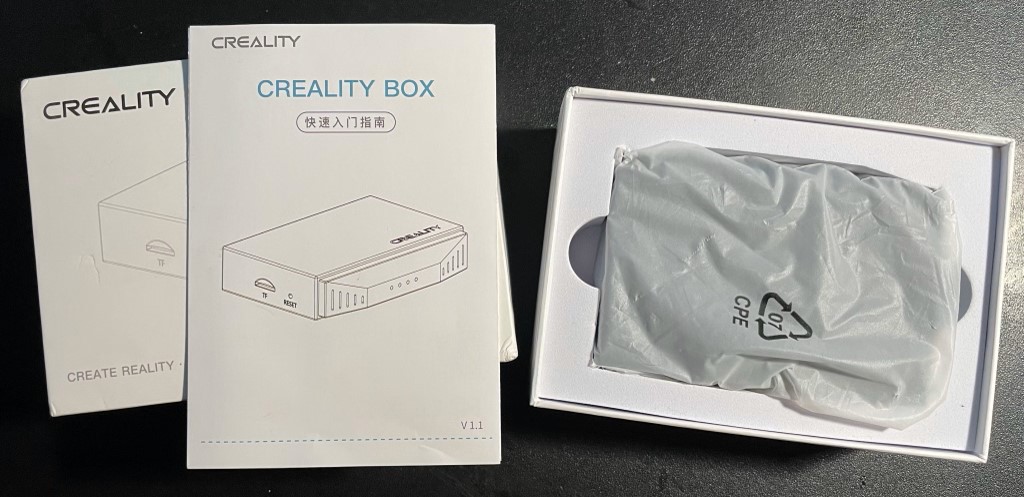 CREALITY
TF
CREATE REALITY ·
CREALITY
CREALITY BOX
快速入门指南
CREALITY
TF
RESET
V 1.1
07
CPE